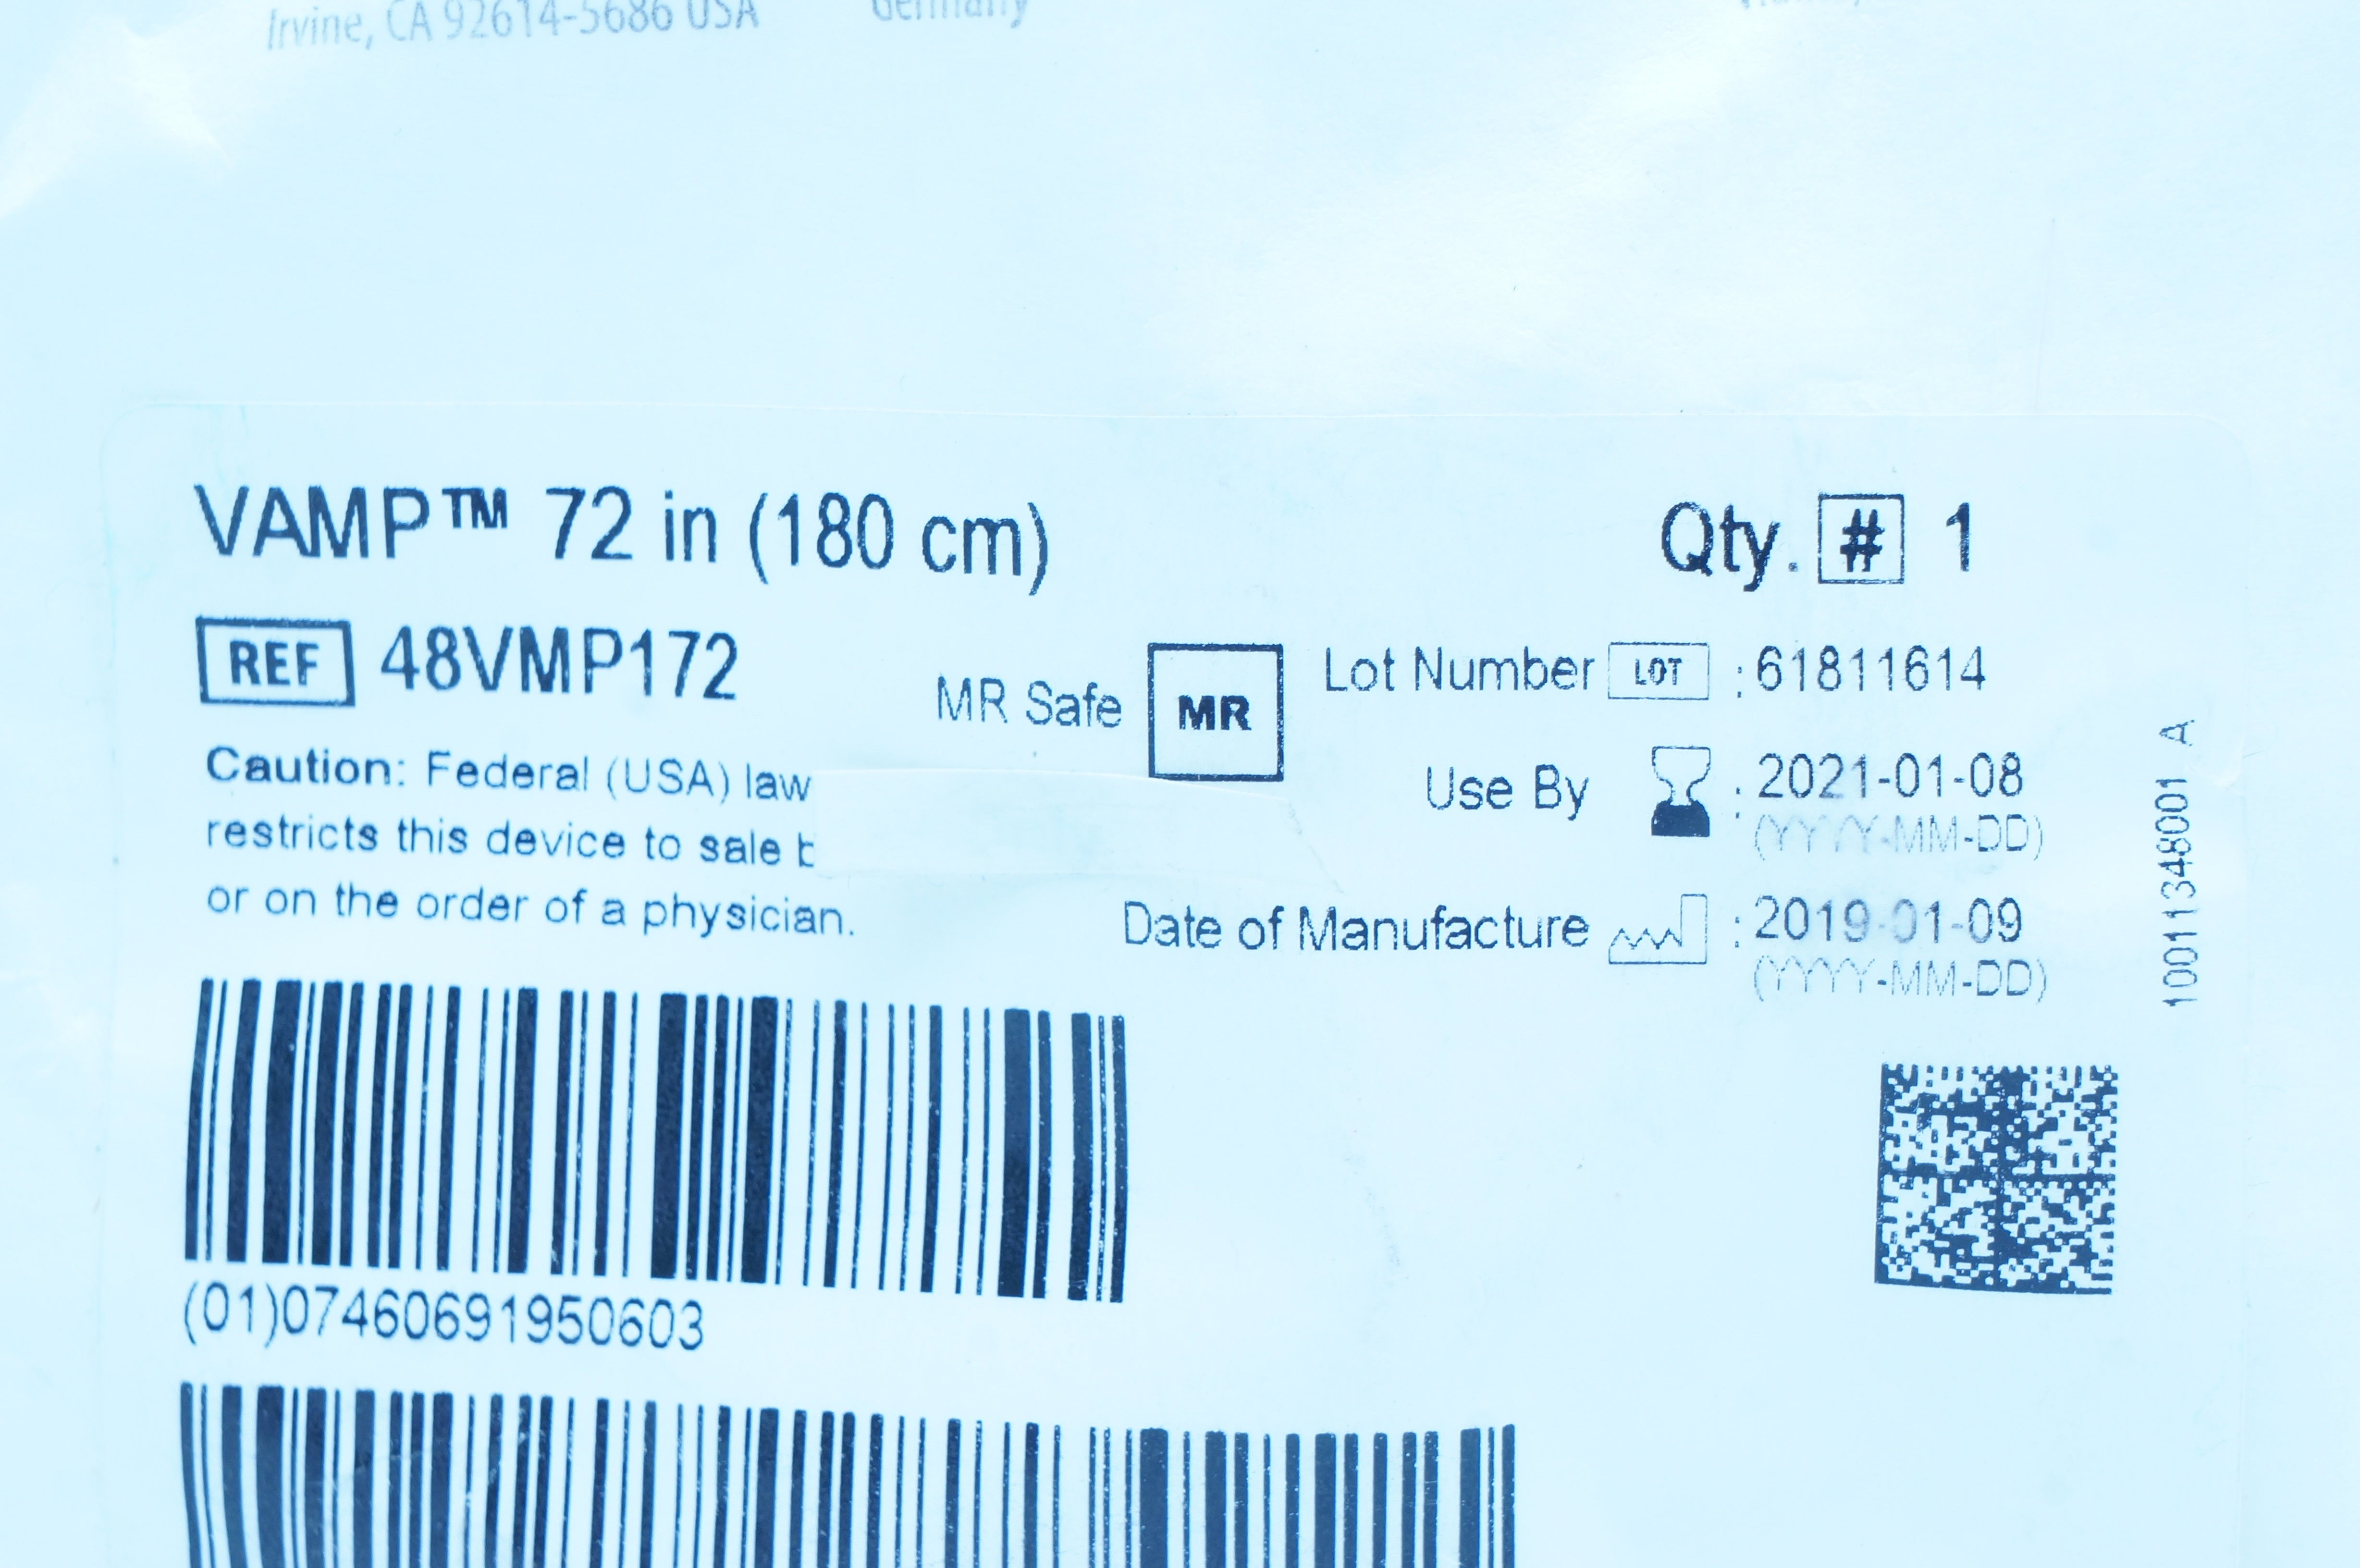 Irvine, CA 92614-5686 USA
Germany
VAMP™ 72 in (180 cm)
Qty. # 1
REF 48VMP172
MR Safe MR
Lot Number LOT :61811614
Use By : 2021-01-08
(YYYY-MM-DD)
Date of Manufacture :2019-01-09
(YYYY-MM-DD)
Caution: Federal (USA) law
restricts this device to sale
or on the order of a physician.
10011348001 A
(01)07460691950603